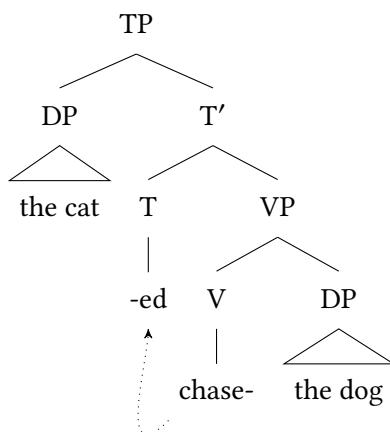 TP
DP T′
the cat T VP
-ed V DP
chase- the dog